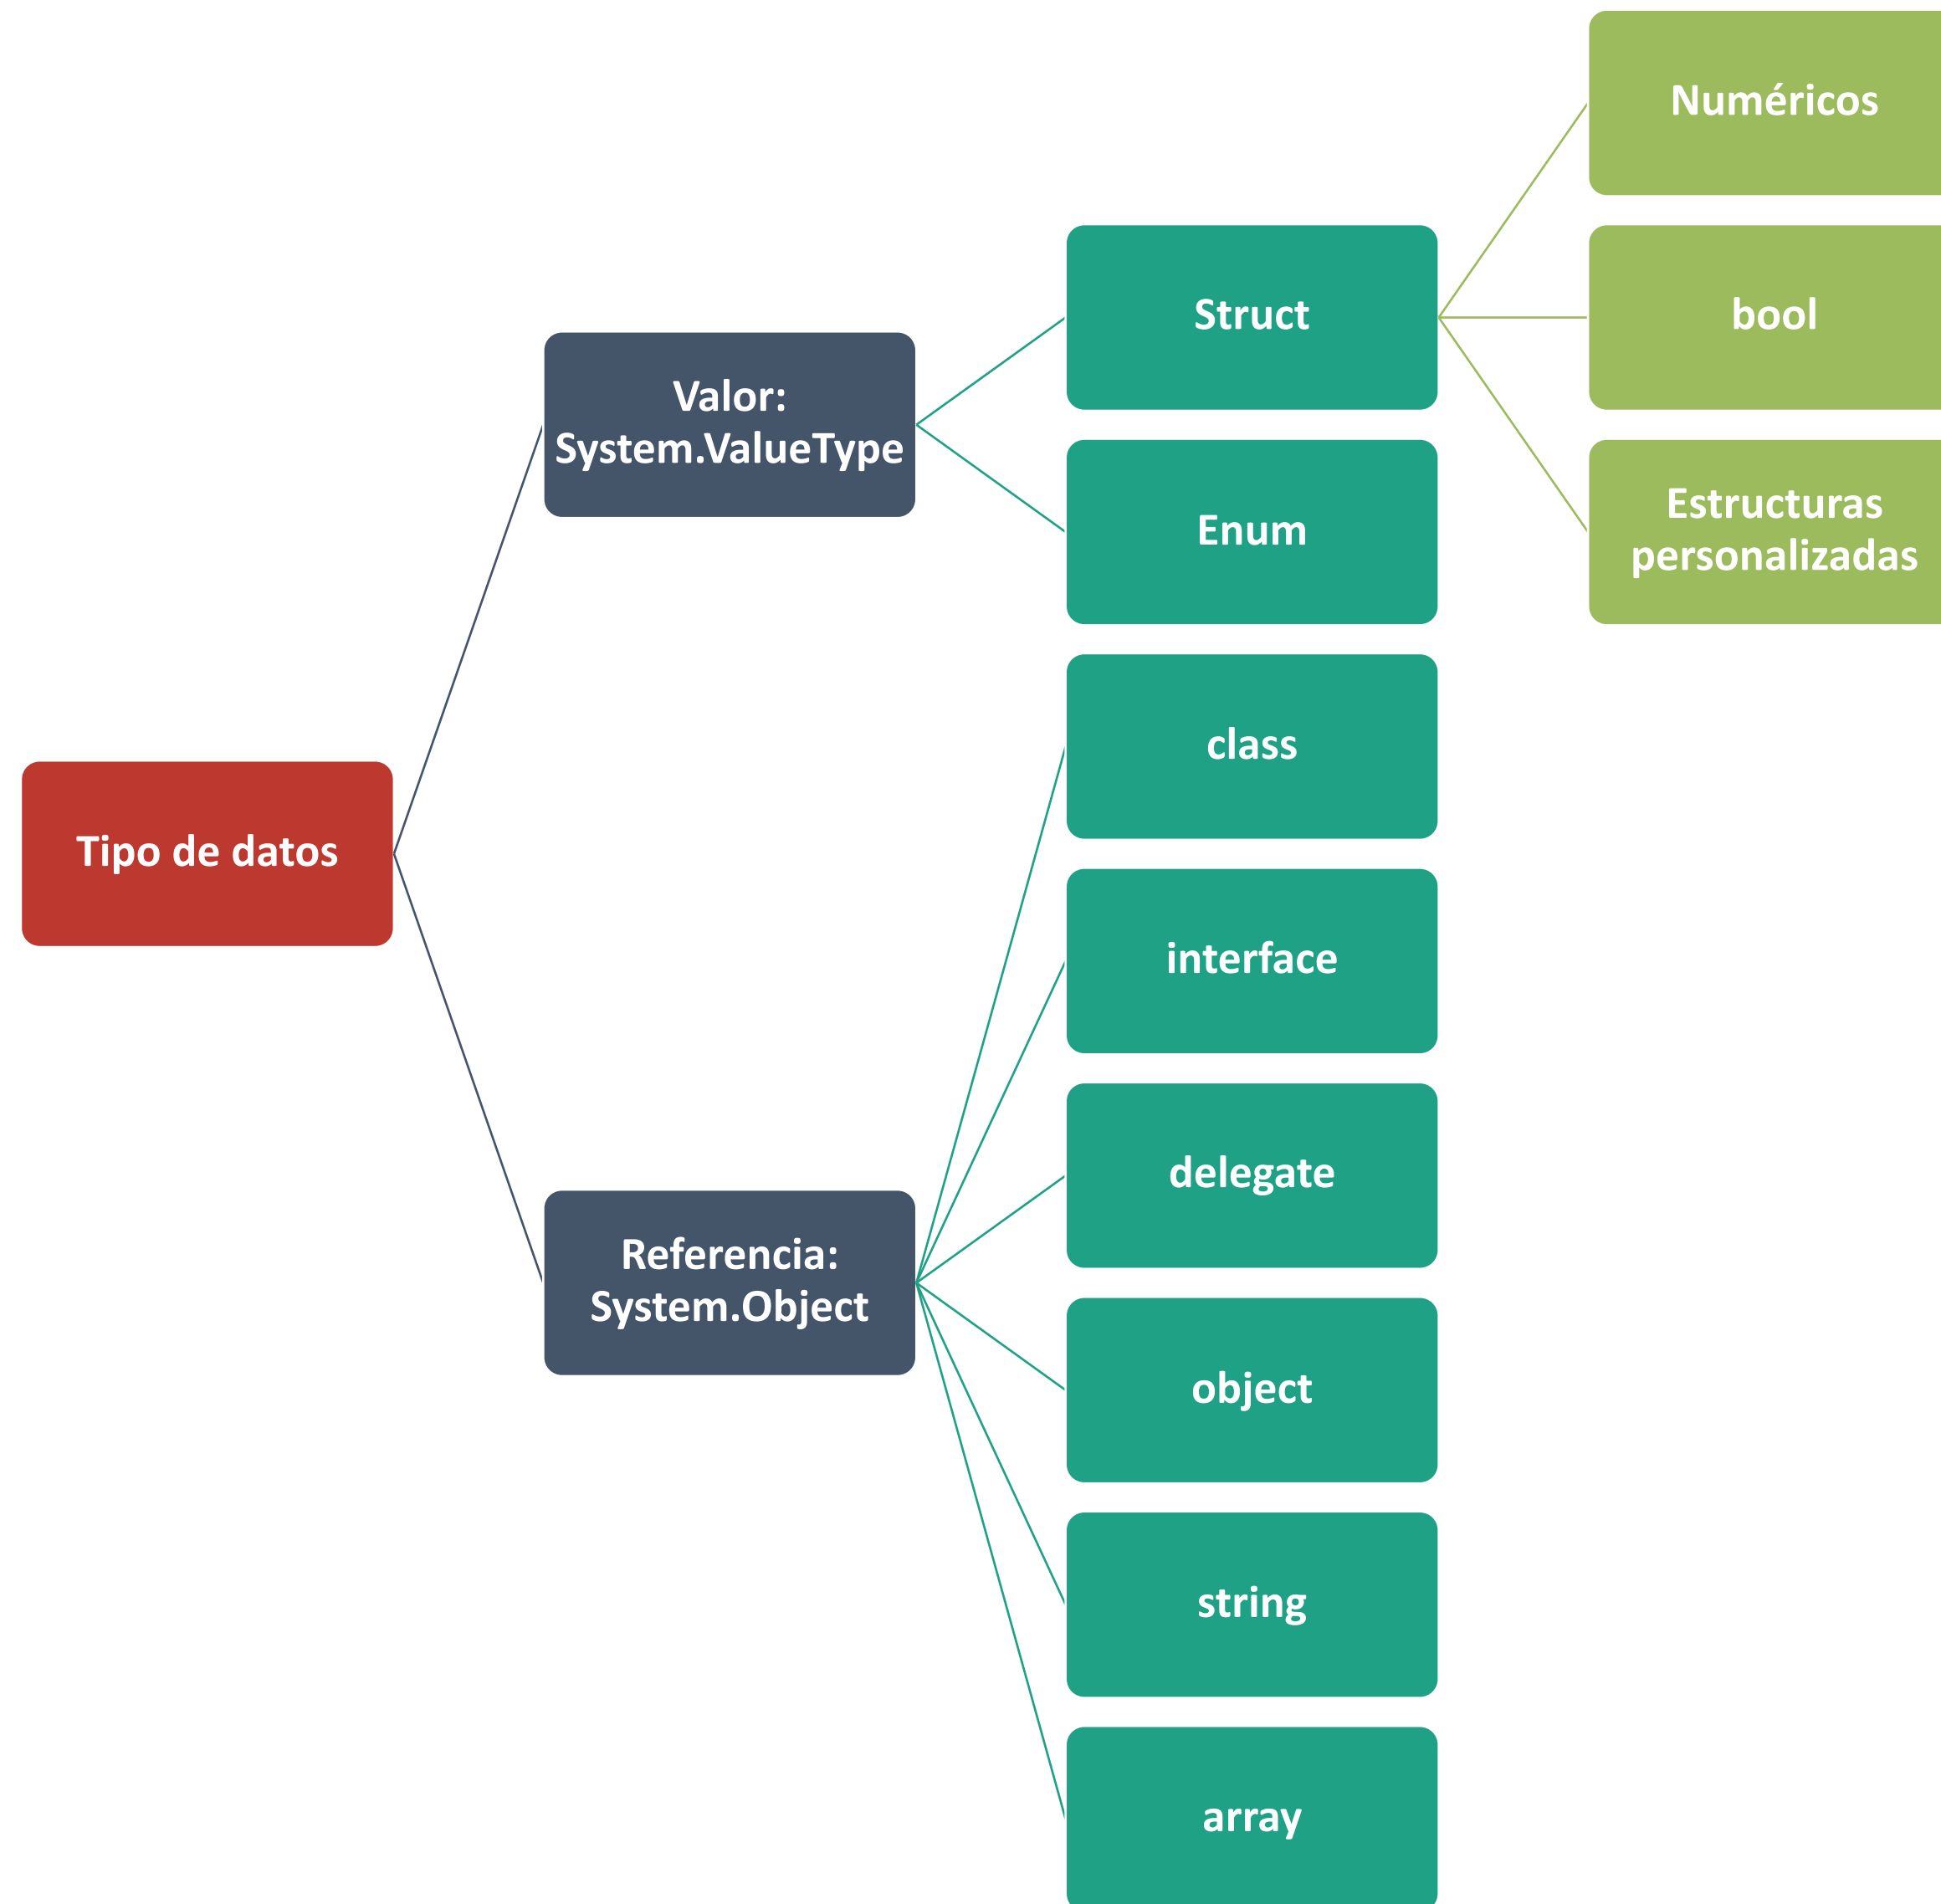 Tipo de datos
Valor:
System.ValueType
Struct
Numéricos
bool
Estructuras
personalizadas
Enum
Referencia:
System.Object
class
interface
delegate
object
string
array